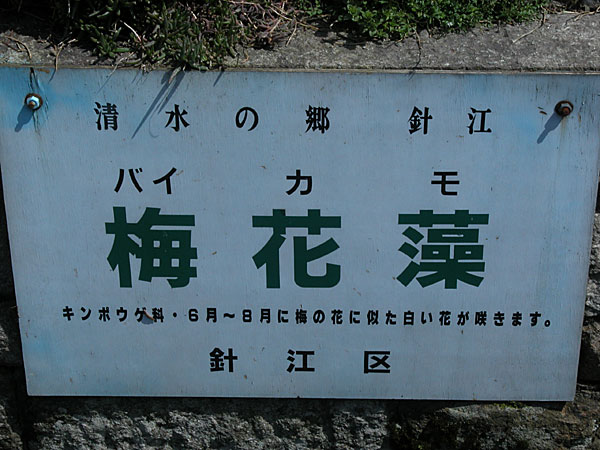 清水の郷 針江
バイ カ モ
梅花藻
キンポウゲ科・6月～8月に梅の花に似た白い花が咲きます。
針江区